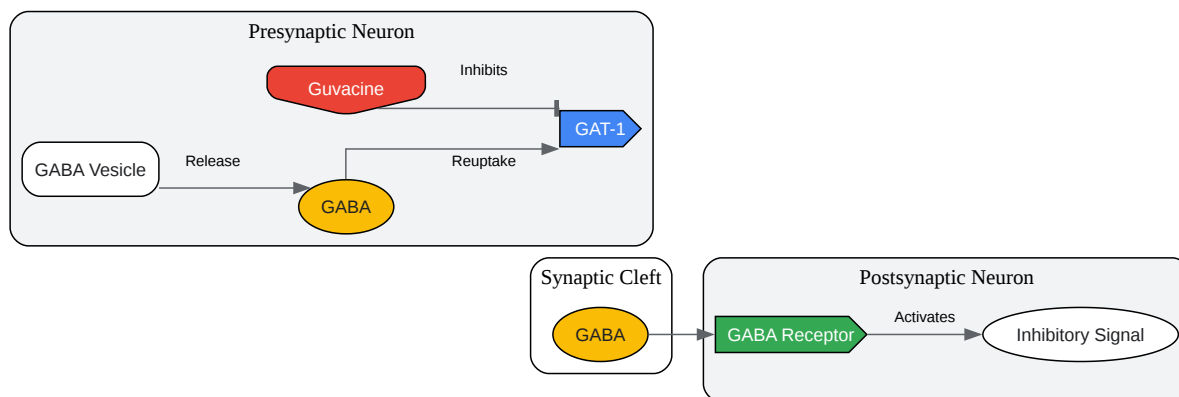 Presynaptic Neuron
Inhibits
Guvacine
GAT-1
Release
Reuptake
GABA Vesicle
GABA
Synaptic Cleft
GABA
Postsynaptic Neuron
GABA Receptor
Activates
Inhibitory Signal